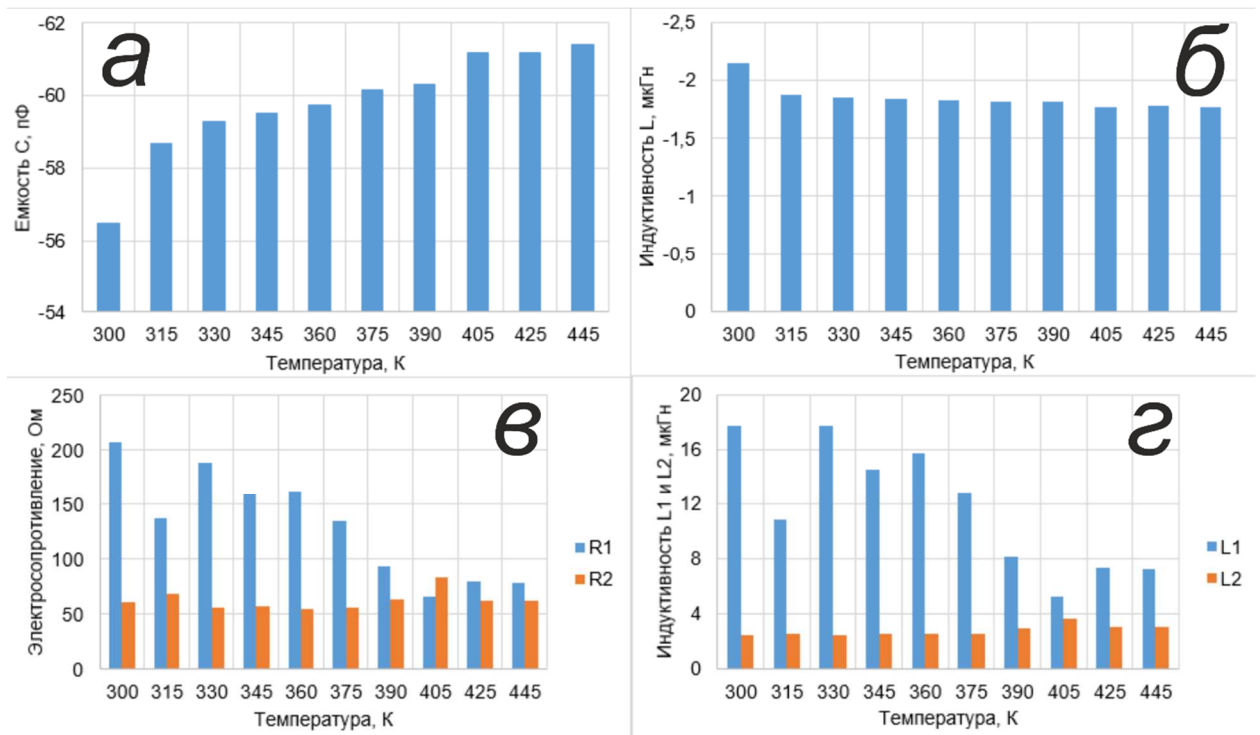 а
Емкость C, пФ
-62
-60
-58
-56
-54
300 315 330 345 360 375 390 405 425 445
Температура, К
б
Индуктивность L, мкГн
-2,5
-2
-1,5
-1
-0,5
0
300 315 330 345 360 375 390 405 425 445
Температура, К
в
Электросопротивление, Ом
250
200
150
100
50
0
300 315 330 345 360 375 390 405 425 445
Температура, К
R1
R2
г
Индуктивность L1 и L2, мкГн
20
16
12
8
4
0
300 315 330 345 360 375 390 405 425 445
Температура, К
L1
L2